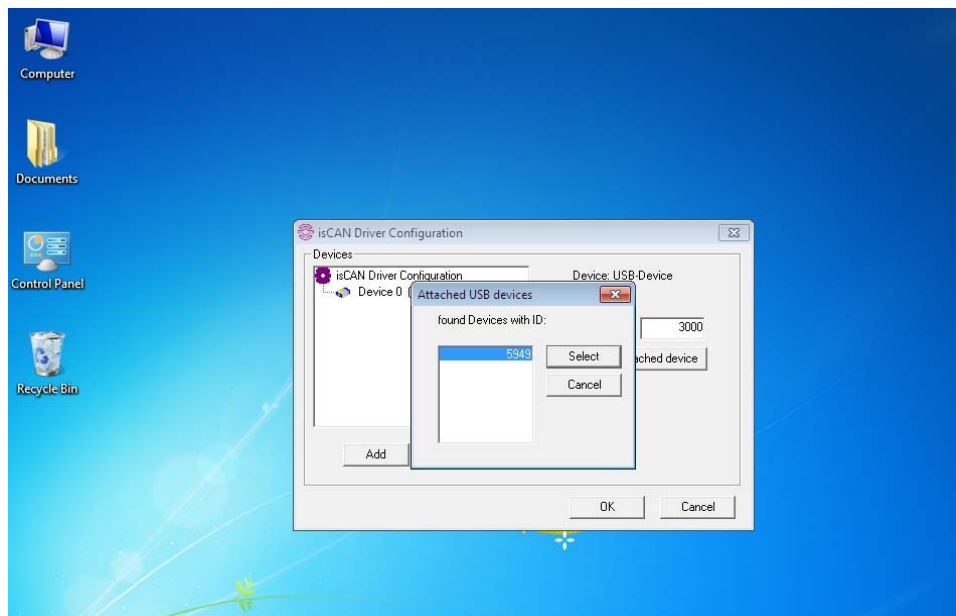 Computer
Documents
Control Panel
Recycle Bin
isCAN Driver Configuration
Devices
isCAN Driver Configuration
Device: USB-Device
Device 0
Attached USB devices
found Devices with ID:
3000
5949
Select
ached device
Cancel
Add
OK
Cancel